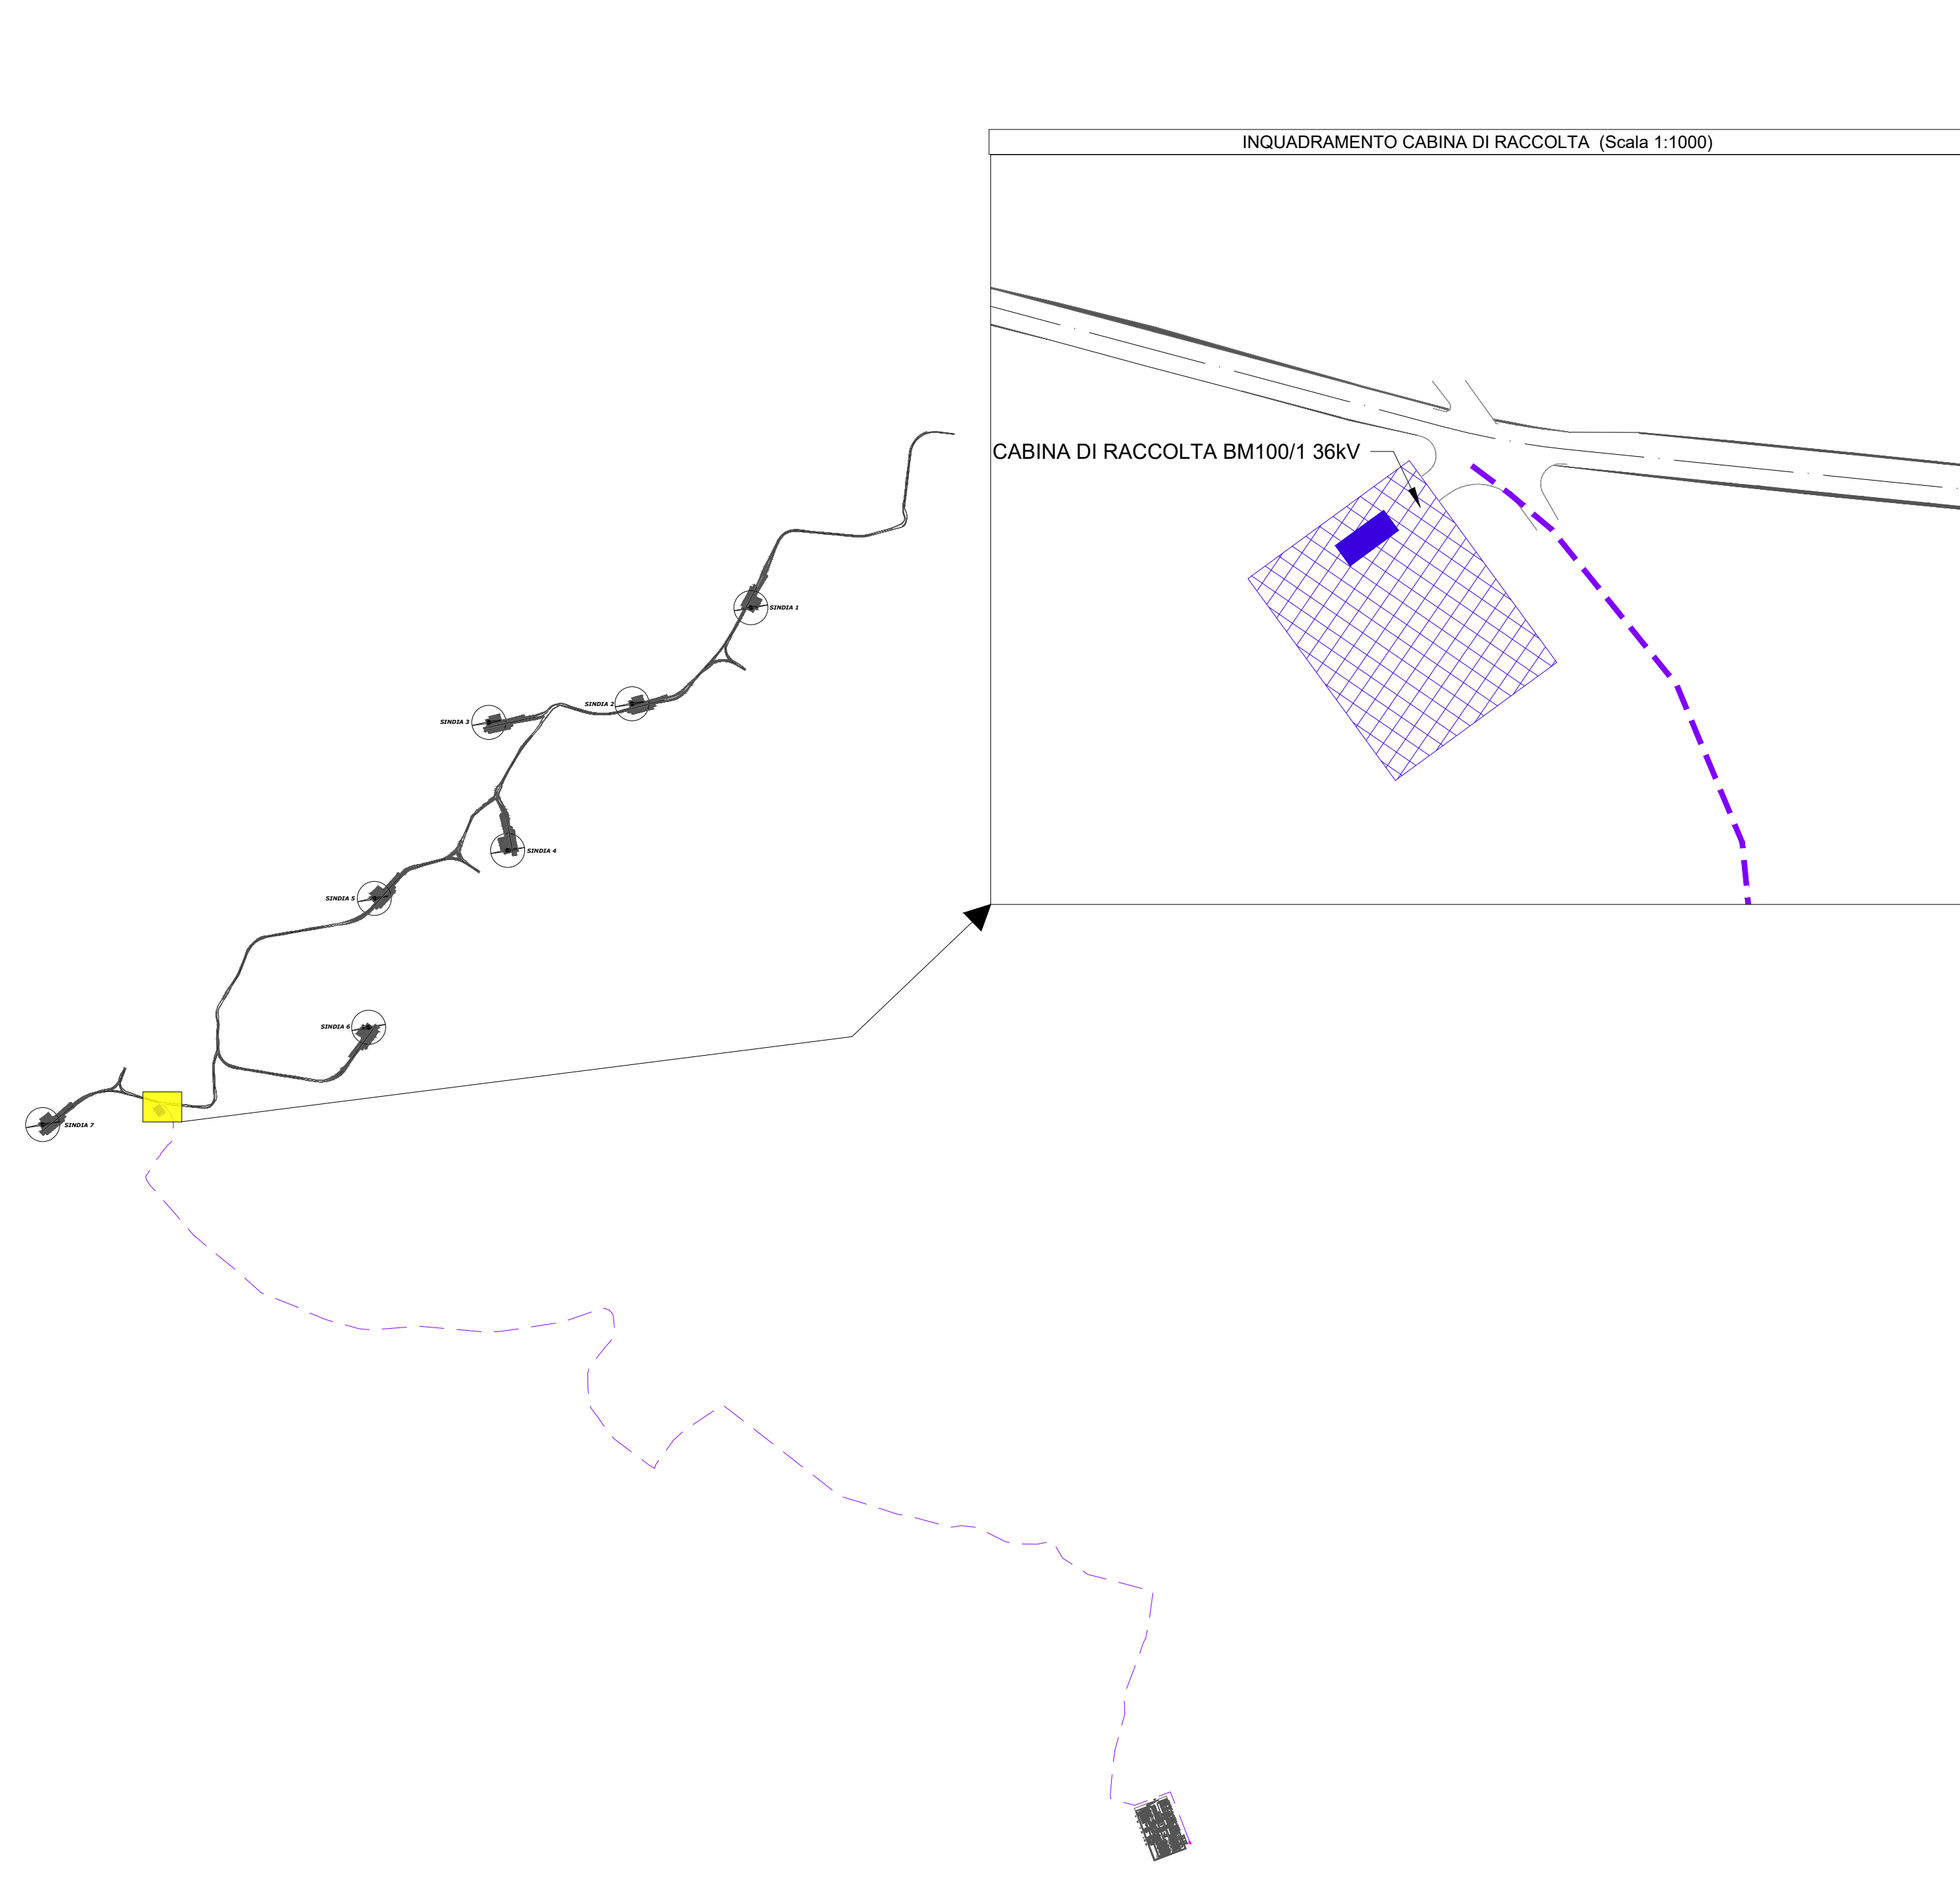 INQUADRAMENTO CABINA DI RACCOLTA (Scala 1:1000)
CABINA DI RACCOLTA BM100/1 36kV
SINDIA 1
SINDIA 2
SINDIA 3
SINDIA 4
SINDIA 5
SINDIA 6
SINDIA 7